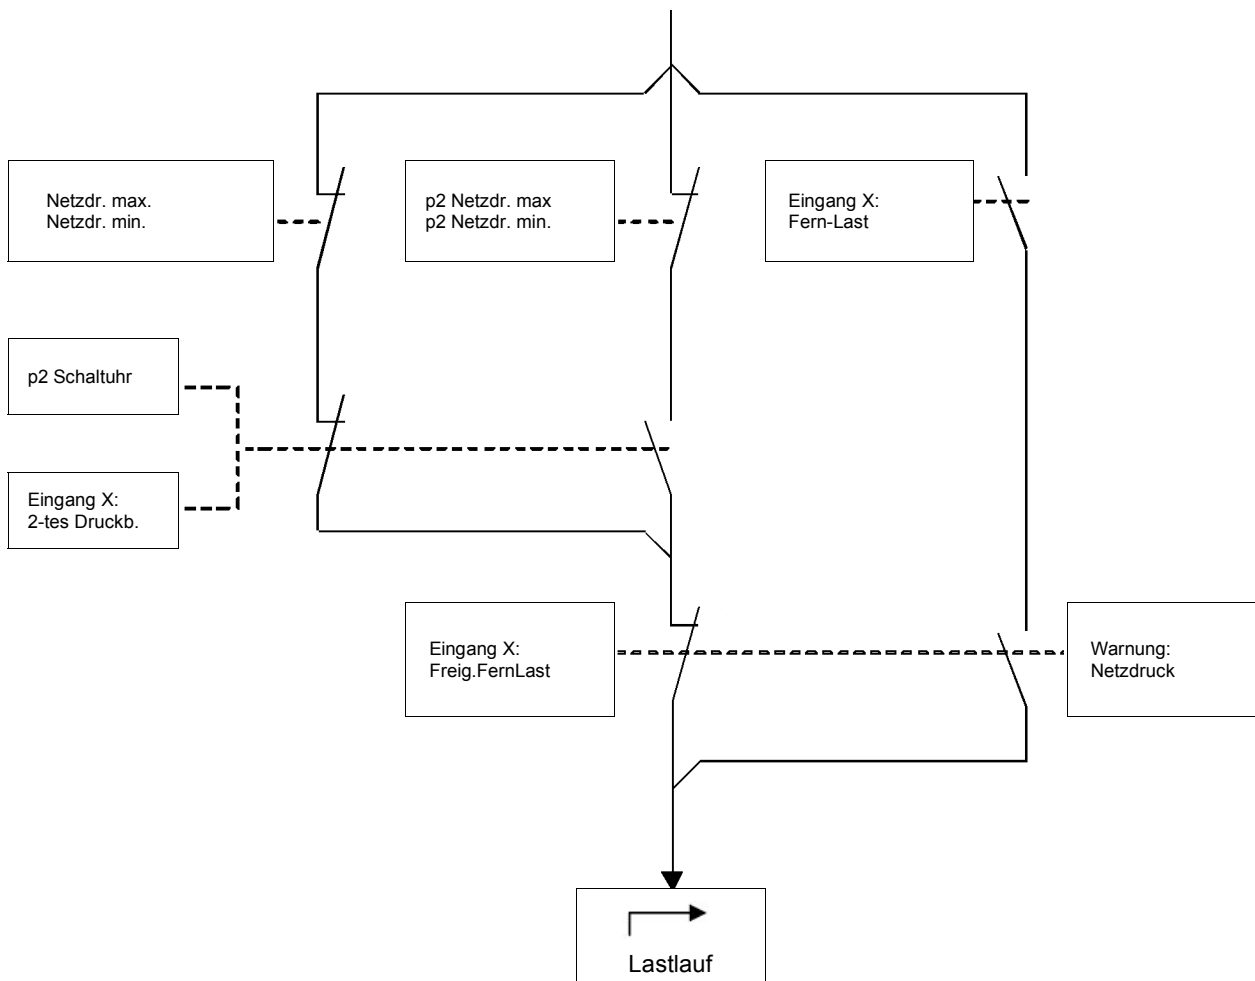 Netzdr. max.
Netzdr. min.
p2 Netzdr. max
p2 Netzdr. min.
Eingang X:
Fern-Last
p2 Schaltuhr
Eingang X:
2-tes Druckb.
Eingang X:
Freig.FernLast
Warnung:
Netzdruck
Lastlauf